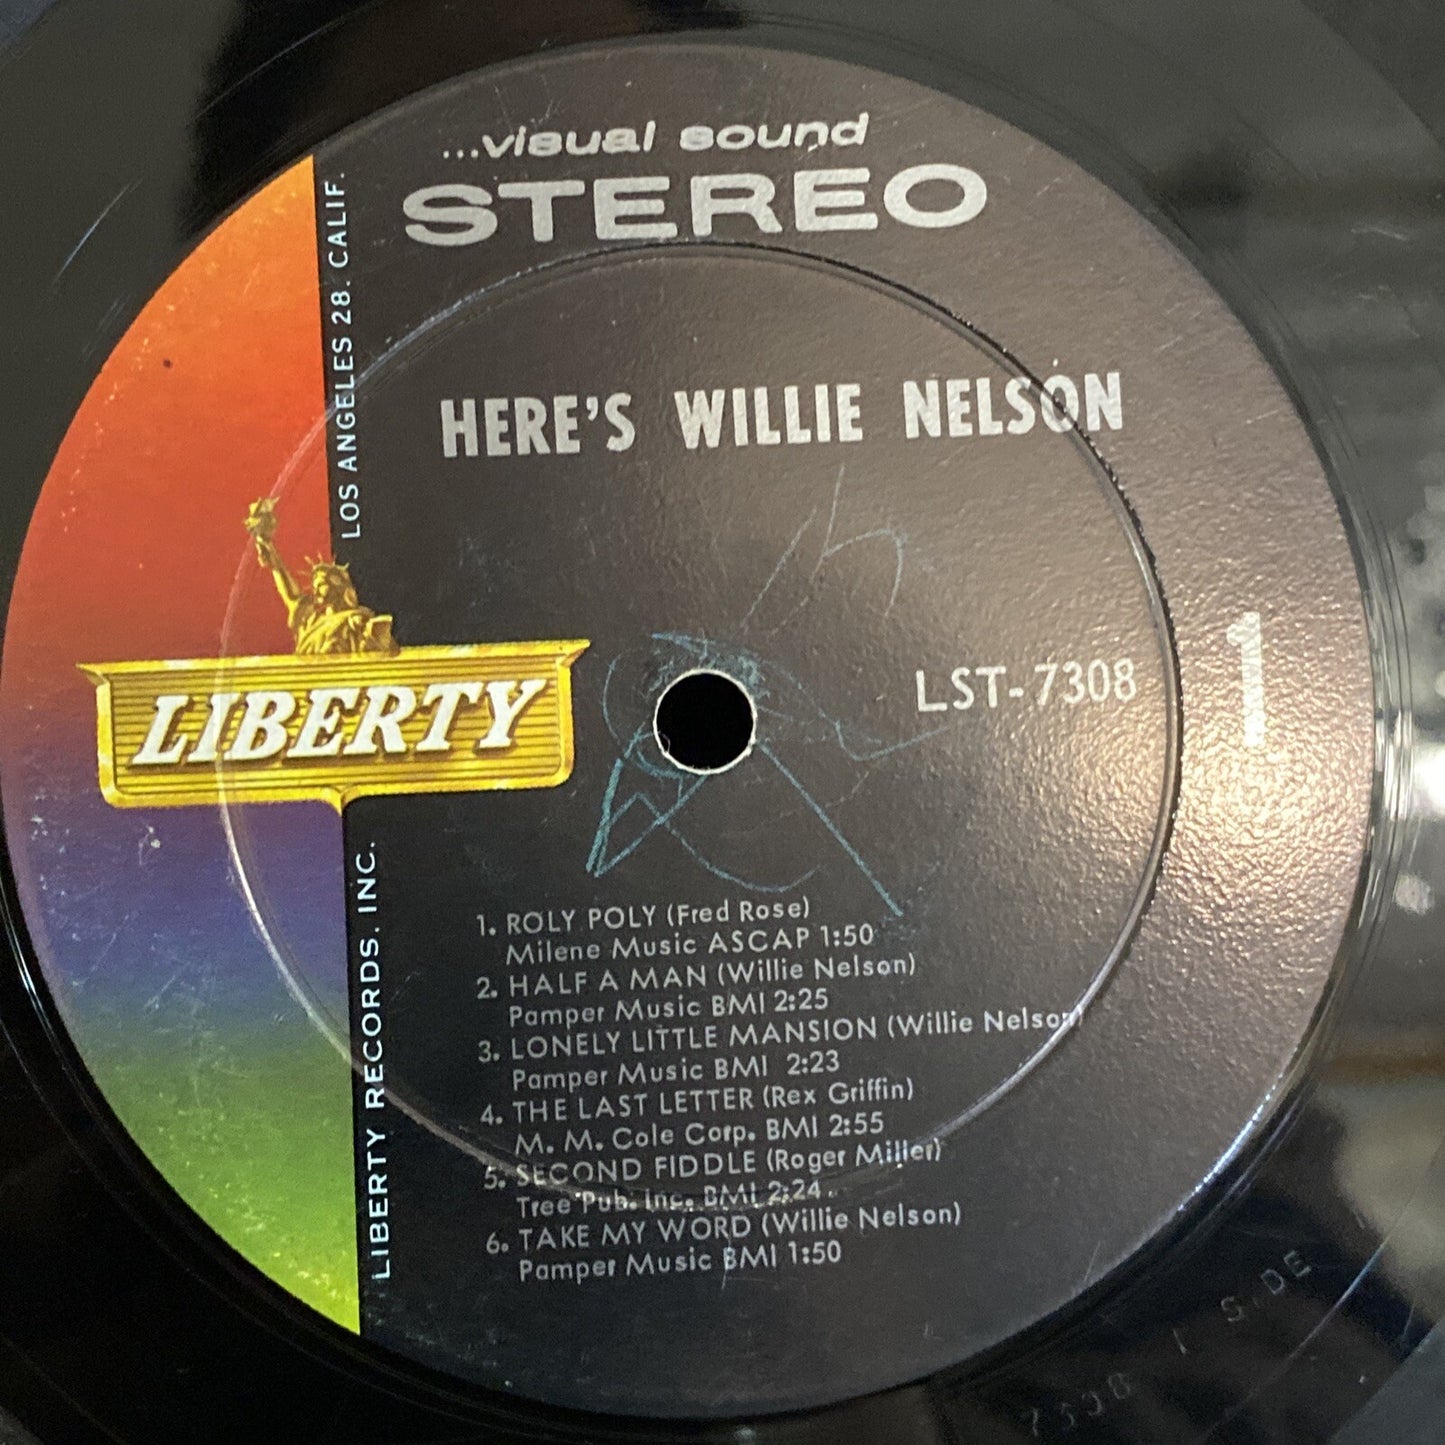 ...visual sound
STEREO
LOS ANGELES 28. CALIF.
HERE'S WILLIE NELSON
LST-7308
1
LIBERTY
LIBERTY RECORDS. INC.
1. ROLY POLY (Fred Rose)
Milene Music ASCAP 1:50
2. HALF A MAN (Willie Nelson)
Pamper Music BMI 2:25
3. LONELY LITTLE MANSION (Willie Nelson)
Pamper Music BMI 2:23
4. THE LAST LETTER (Rex Griffin)
M. M. Cole Corp. BMI 2:55
5. SECOND FIDDLE (Roger Miller)
Tree Pub. Inc. BMI 2:24
6. TAKE MY WORD (Willie Nelson)
Pamper Music BMI 1:50
7308 1 SIDE